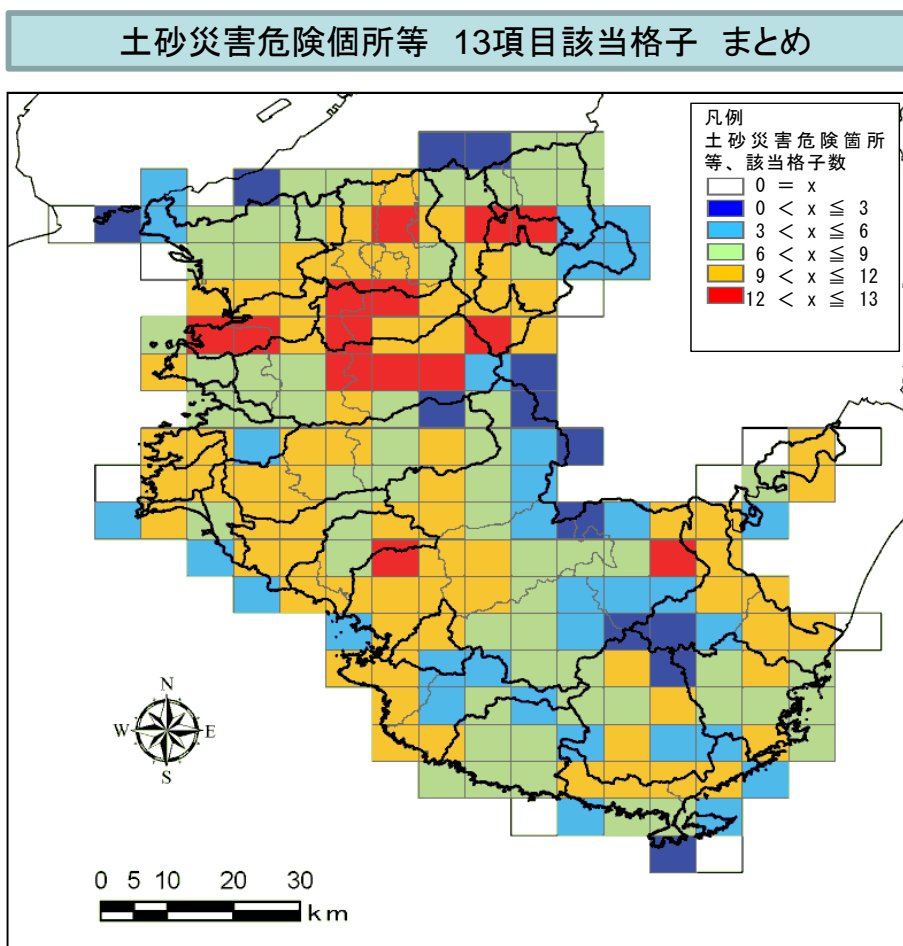 土砂災害危険個所等 13項目該当格子 まとめ
凡例
土砂災害危険箇所
等、該当格子数
0 = x
0 < x ≦ 3
3 < x ≦ 6
6 < x ≦ 9
9 < x ≦ 12
12 < x ≦ 13
N
W E
S
0 5 10 20 30
km